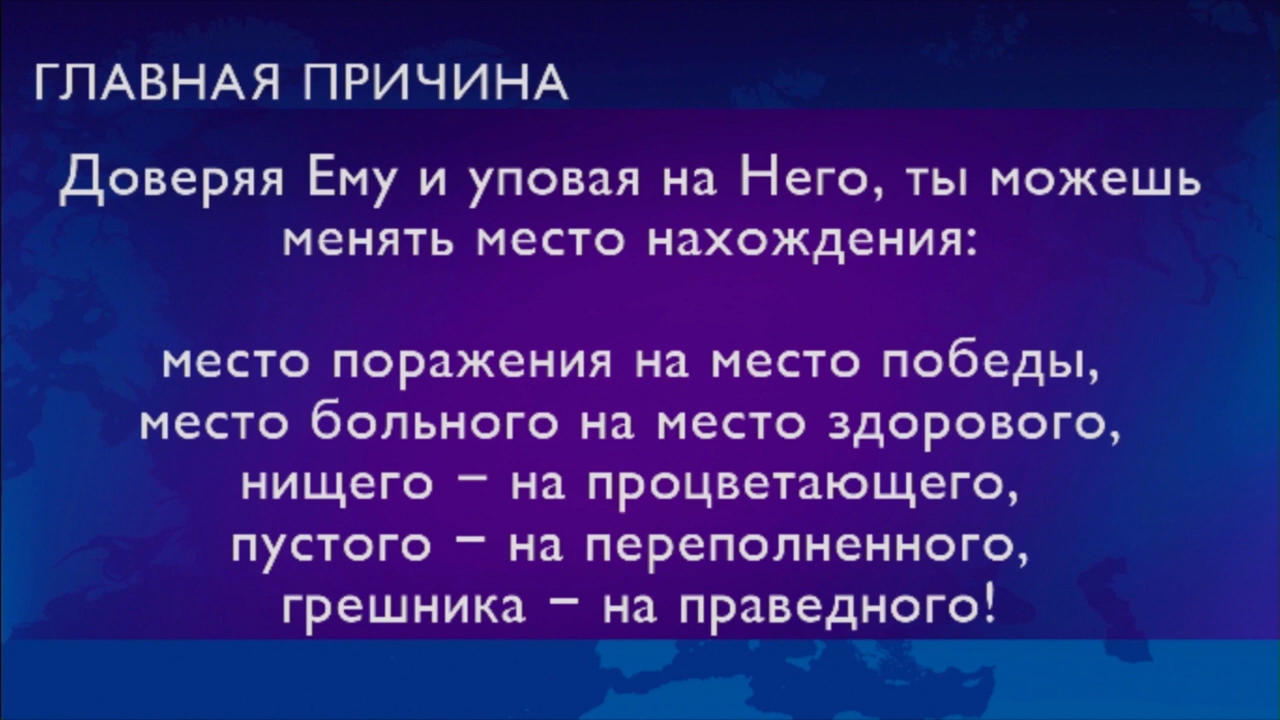 ГЛАВНАЯ ПРИЧИНА
Доверяя Ему и уповая на Него, ты можешь
менять место нахождения:
место поражения на место победы,
место больного на место здорового,
нищего – на процветающего,
пустого – на переполненного,
грешника – на праведного!